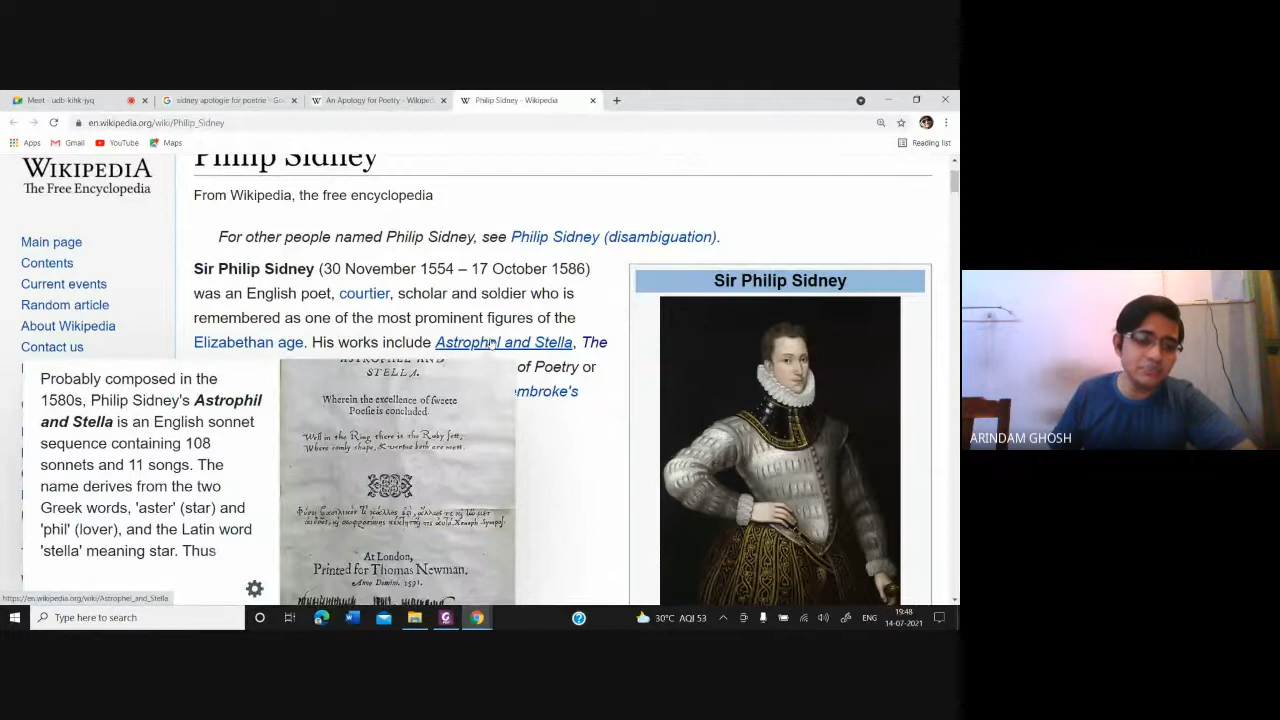 Meet - udb-kihk-jyq
sidney apologie for poetrie - Goo
An Apology for Poetry - Wikiped
Philip Sidney - Wikipedia
en.wikipedia.org/wiki/Philip_Sidney
Apps
Gmail
YouTube
Maps
Reading list
WIKIPEDIA
The Free Encyclopedia
Main page
Contents
Current events
Random article
About Wikipedia
Contact us
Philip Sidney
From Wikipedia, the free encyclopedia
For other people named Philip Sidney, see Philip Sidney (disambiguation).
Sir Philip Sidney (30 November 1554 – 17 October 1586)
was an English poet, courtier, scholar and soldier who is
remembered as one of the most prominent figures of the
Elizabethan age. His works include Astrophel and Stella, The
of Poetry or
embroke's
Sir Philip Sidney
Probably composed in the
1580s, Philip Sidney's Astrophil
and Stella is an English sonnet
sequence containing 108
sonnets and 11 songs. The
name derives from the two
Greek words, 'aster' (star) and
'phil' (lover), and the Latin word
'stella' meaning star. Thus
STELLA.
Wherein the excellence of sweete
Poesie is concluded.
At London,
Printed for Thomas Newman.
Anno Domini. 1591.
https://en.wikipedia.org/wiki/Astrophel_and_Stella
Type here to search
30°C AQI 53
ENG
19:48
14-07-2021
ARINDAM GHOSH